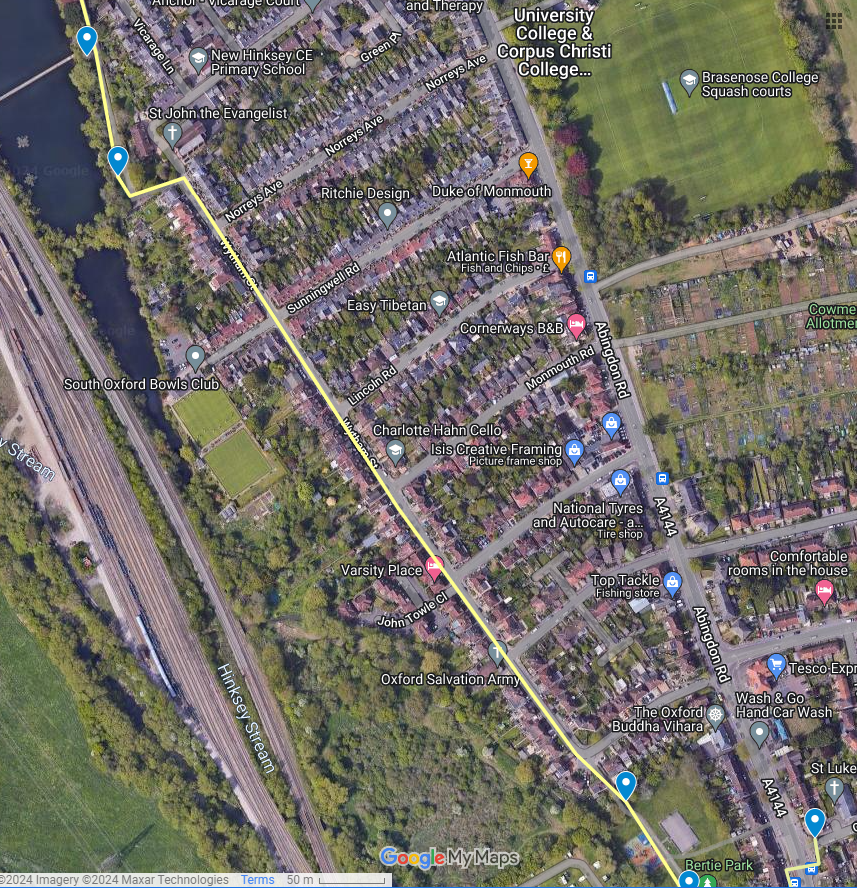 Anchor - Vicarage Court
and Therapy
University
College &
Corpus Christi
College...
Vicarage Ln
Green Pl
New Hinksey CE
Primary School
Norreys Ave
Brasenose College
Squash courts
St John the Evangelist
Norreys Ave
Ritchie Design
Duke of Monmouth
Norreys Ave
Wytham St
Atlantic Fish Bar
Fish and Chips • £
Sunningwell Rd
Easy Tibetan
Cowme
Allotmen
Cornerways B&B
Abingdon Rd
Monmouth Rd
South Oxford Bowls Club
Lincoln Rd
Wytham St
Charlotte Hahn Cello
y Stream
Isis Creative Framing
Picture frame shop
National Tyres
and Autocare - a...
Tire shop
A4144
Varsity Place
Comfortable
rooms in the house
Top Tackle
Fishing store
John Towle Cl
Abingdon Rd
Oxford Salvation Army
Tesco Expr
Hinksey Stream
Wash & Go
Hand Car Wash
The Oxford
Buddha Vihara
St Luke
A4144
Google My Maps
Bertie Park
©2024 Imagery ©2024 Maxar Technologies
Terms
50 m